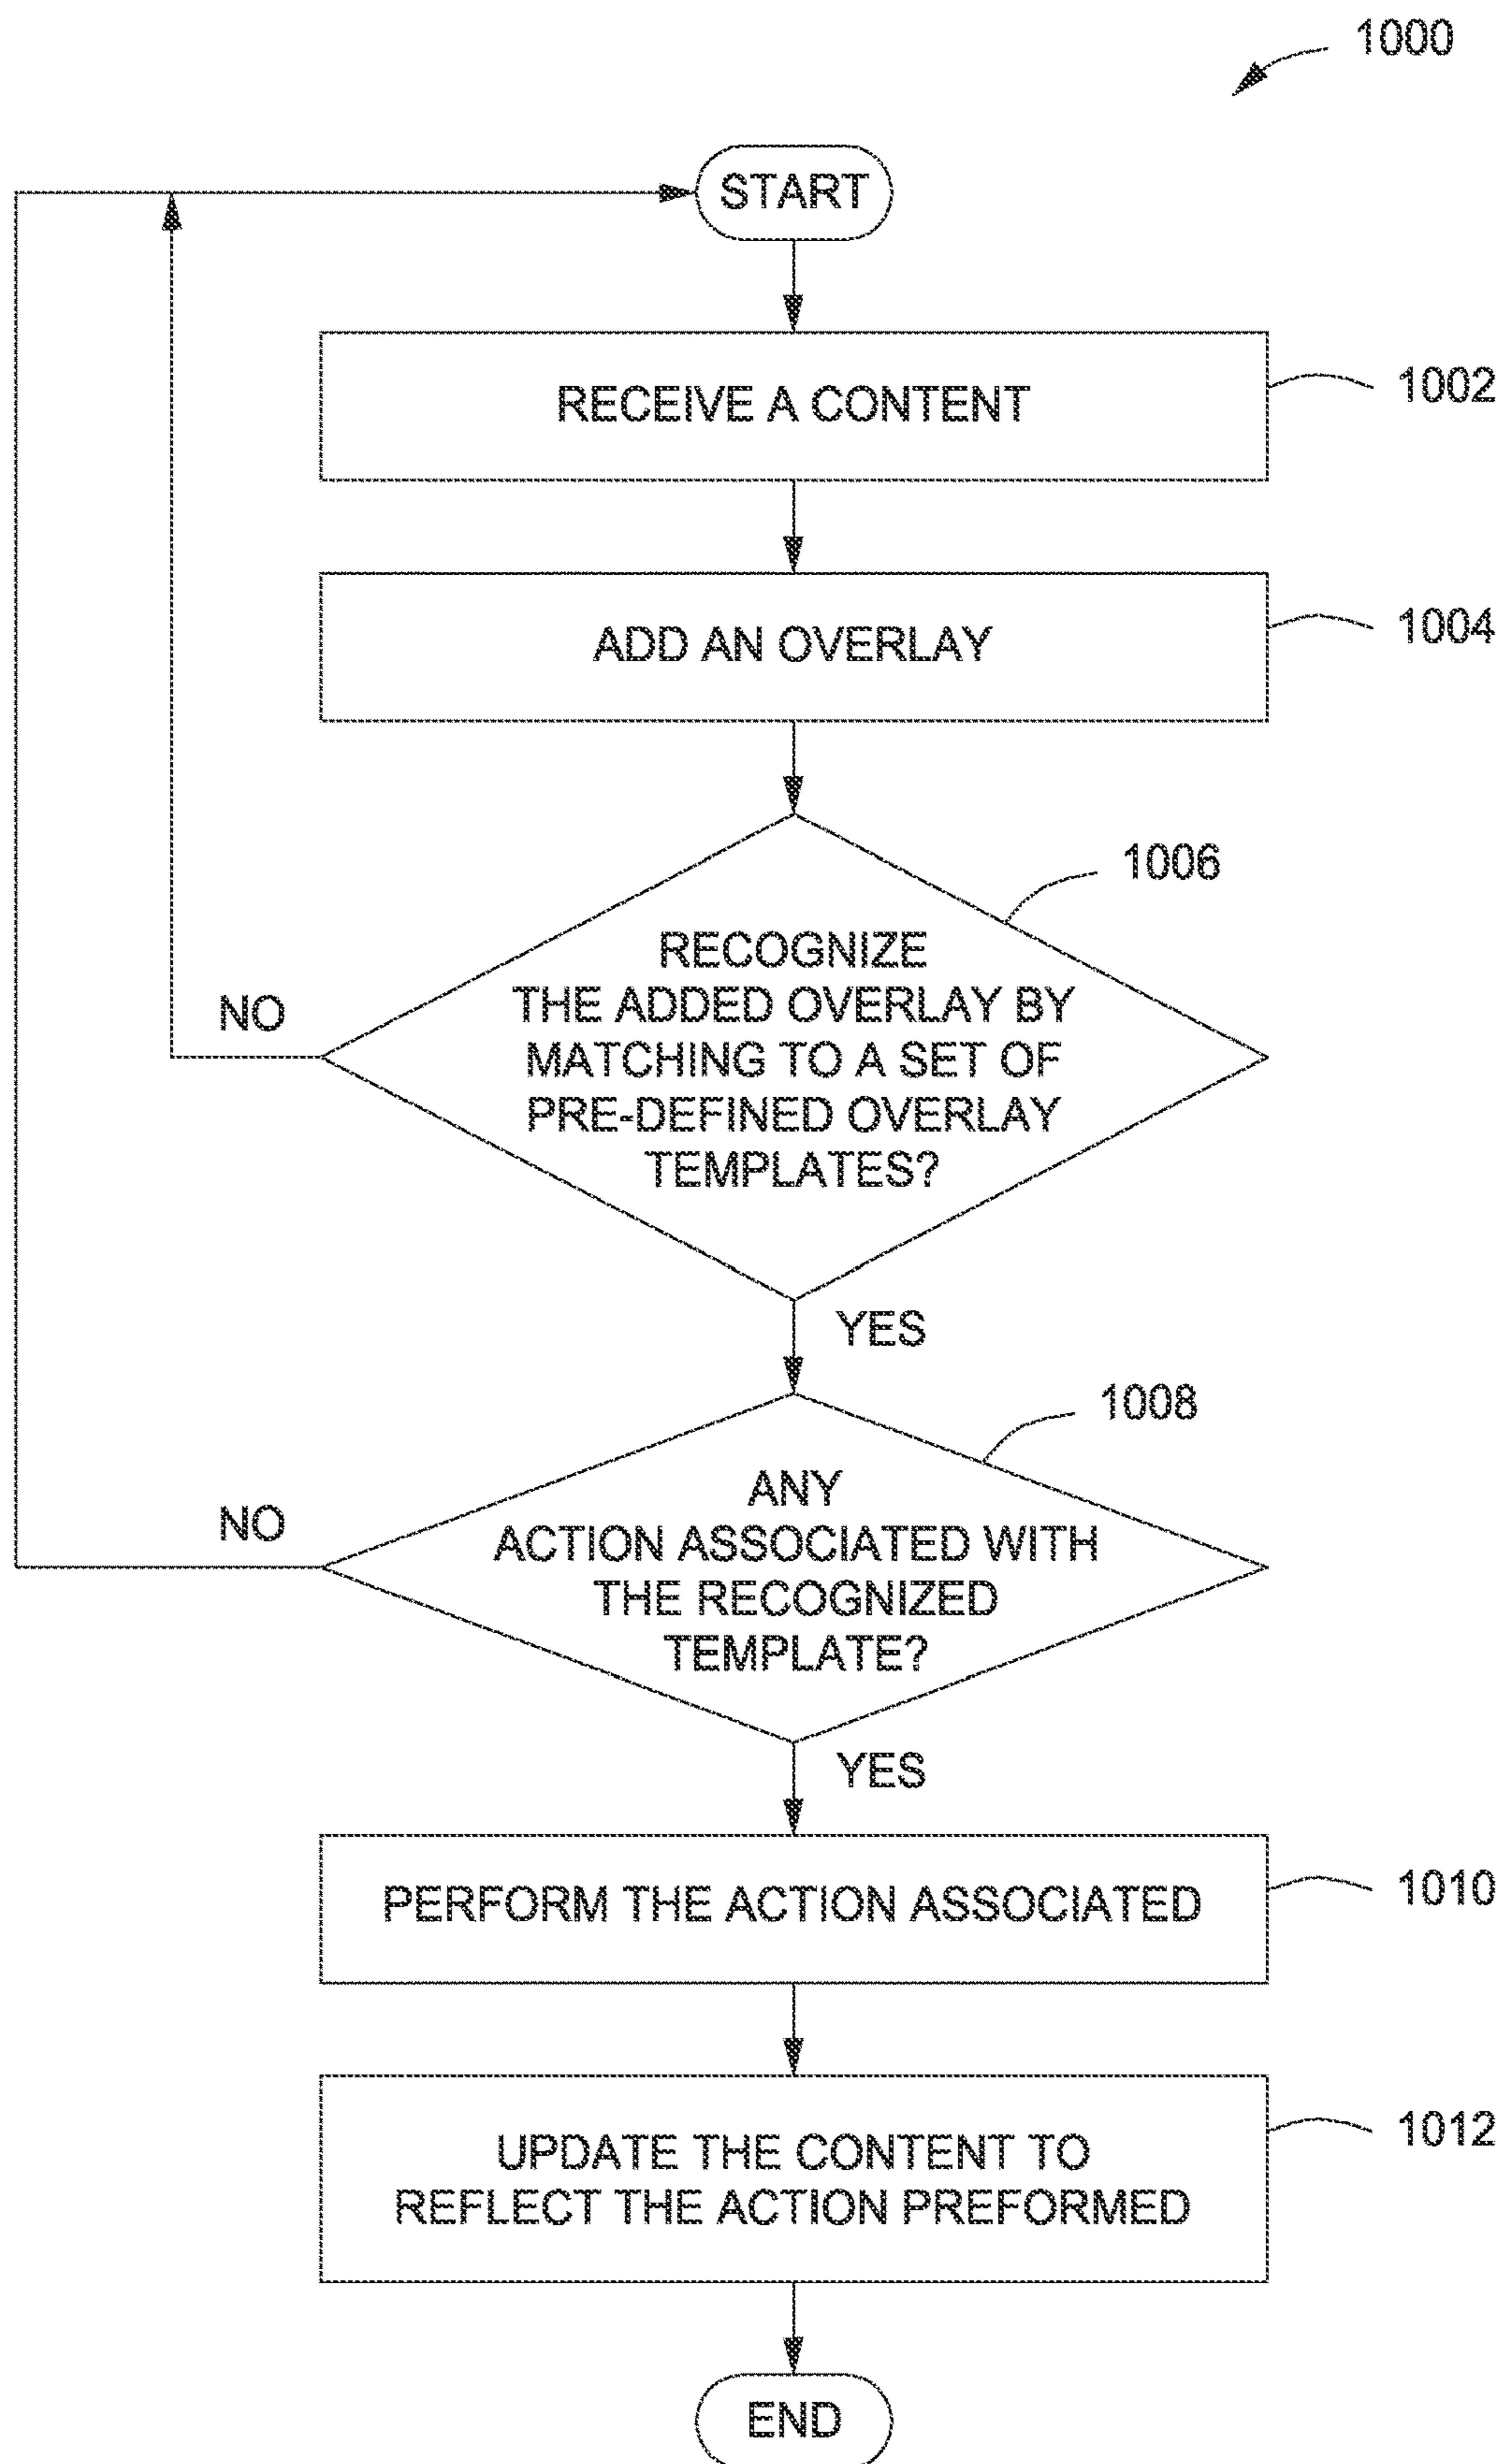 1000
START
RECEIVE A CONTENT
1002
ADD AN OVERLAY
1004
1006
RECOGNIZE
THE ADDED OVERLAY BY
MATCHING TO A SET OF
PRE-DEFINED OVERLAY
TEMPLATES?
NO
YES
1008
ANY
ACTION ASSOCIATED WITH
THE RECOGNIZED
TEMPLATE?
NO
YES
PERFORM THE ACTION ASSOCIATED
1010
UPDATE THE CONTENT TO
REFLECT THE ACTION PREFORMED
1012
END